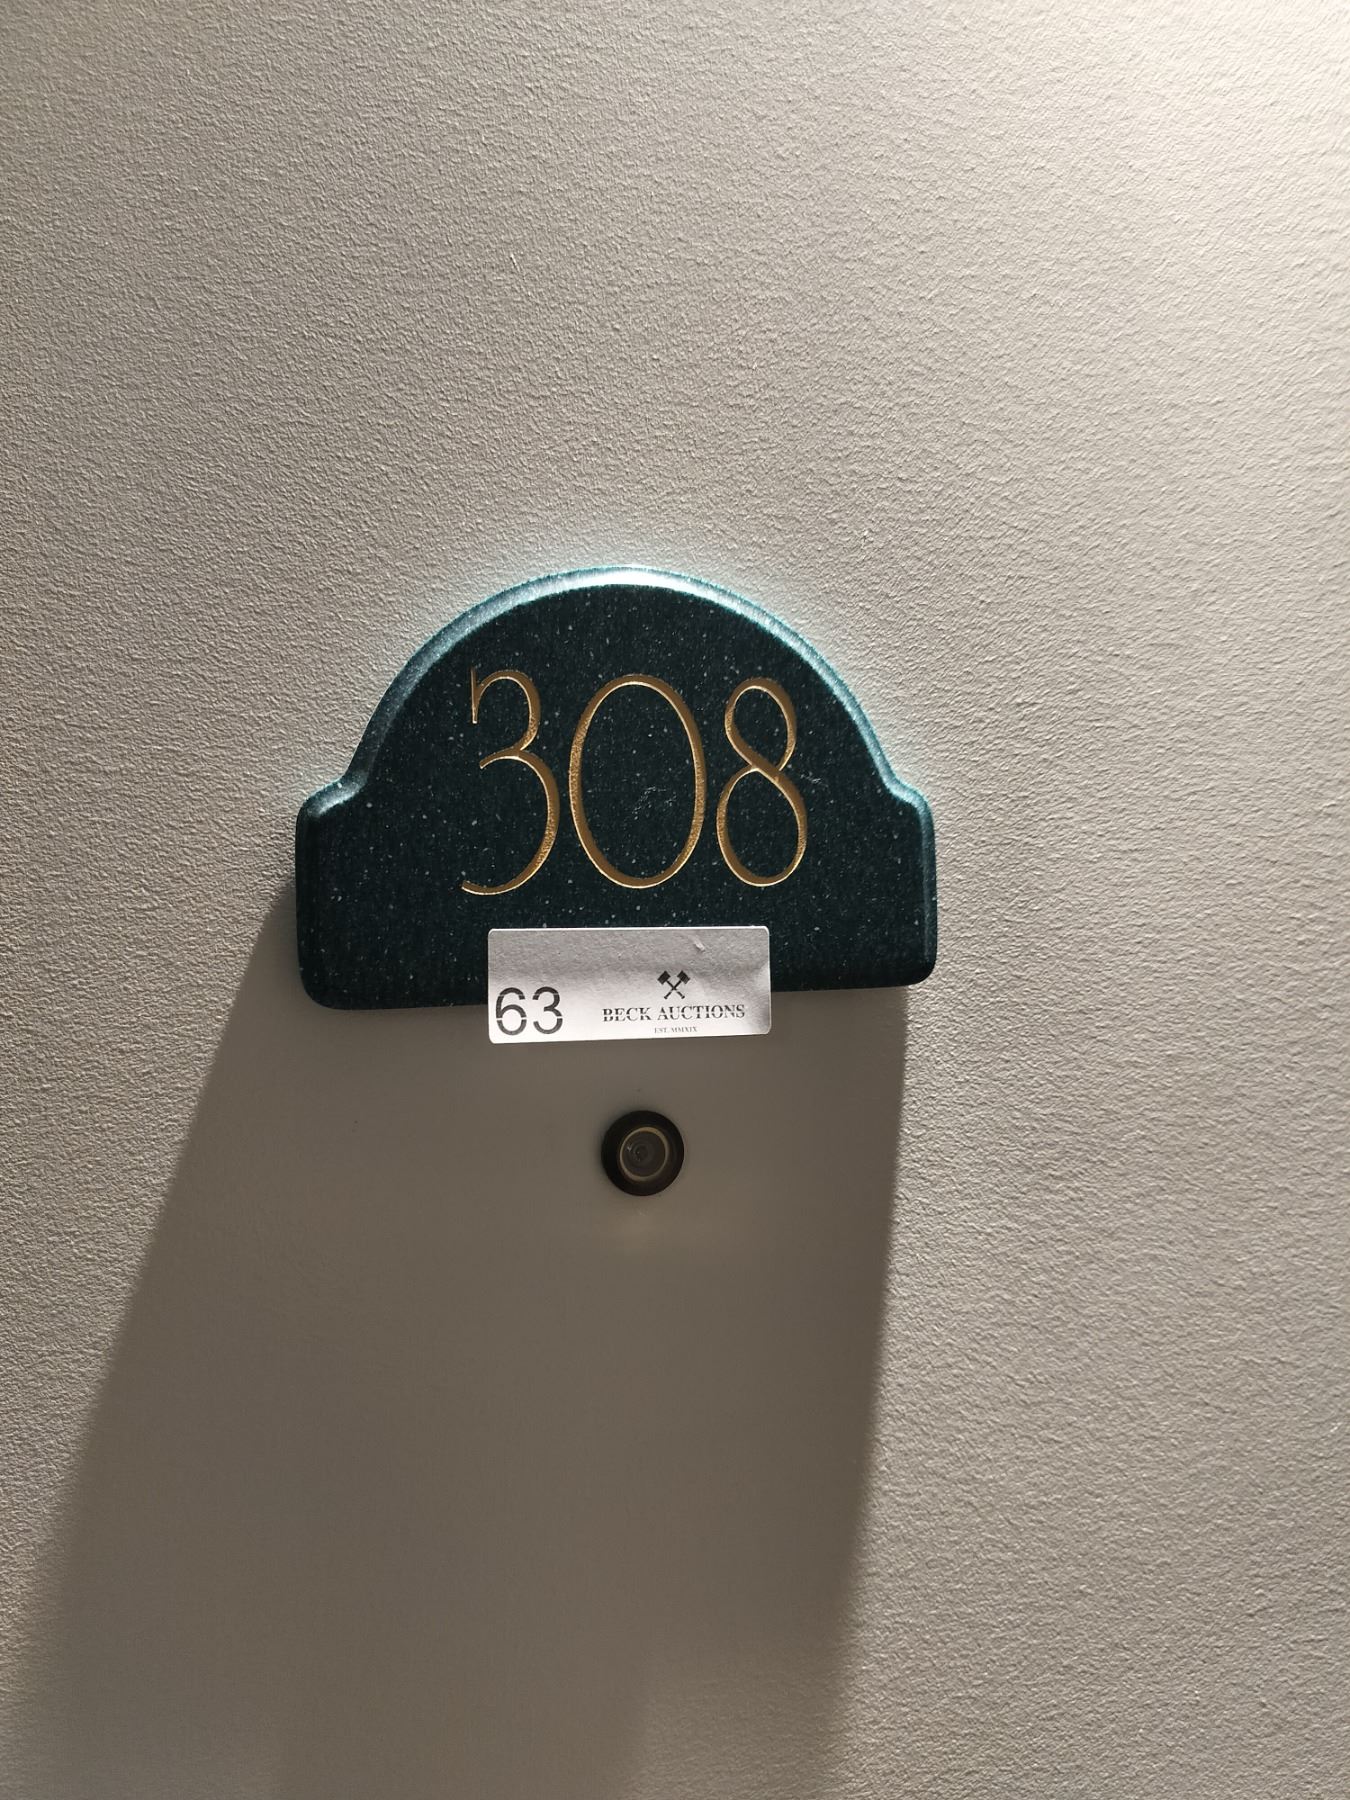 308
63
BECK AUCTIONS
EST. MMXIX